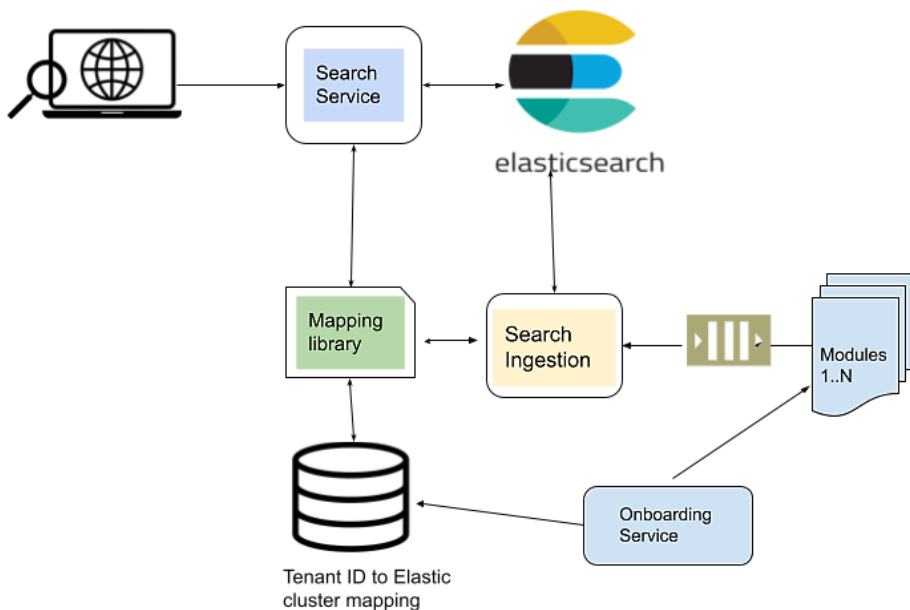 Search
Service
elasticsearch
Mapping
library
Search
Ingestion
Modules
1..N
Onboarding
Service
Tenant ID to Elastic
cluster mapping